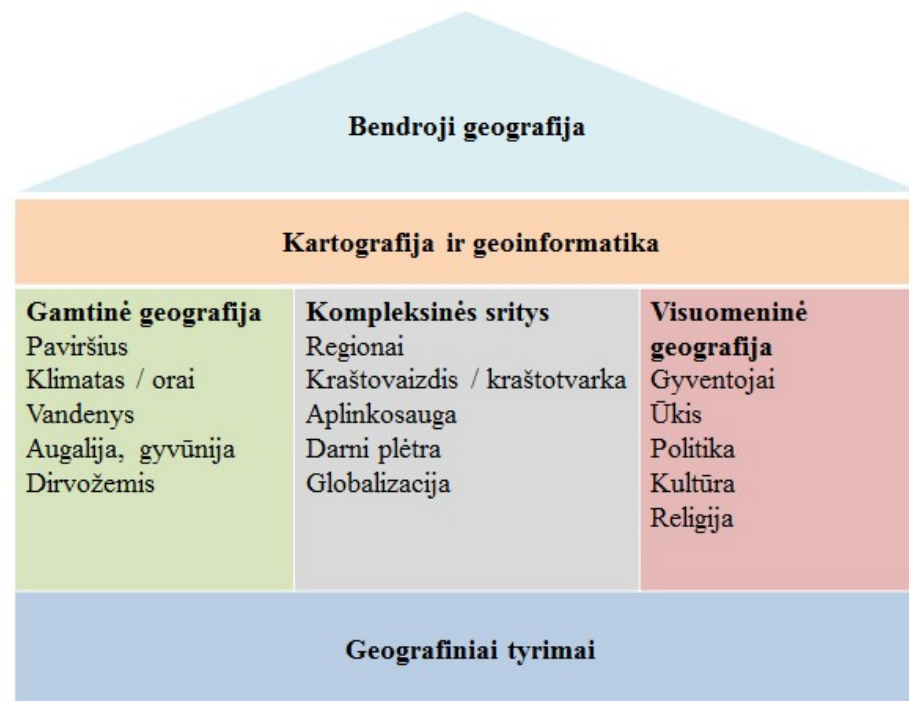 Bendroji geografija
Kartografija ir geoinformatika
Gamtinė geografija
Paviršius
Klimatas / orai
Vandenys
Augalija, gyvūnija
Dirvožemis
Kompleksinės sritys
Regionai
Kraštovaizdis / kraštotvarka
Aplinkosauga
Darni plėtra
Globalizacija
Visuomeninė
geografija
Gyventojai
Ūkis
Politika
Kultūra
Religija
Geografiniai tyrimai